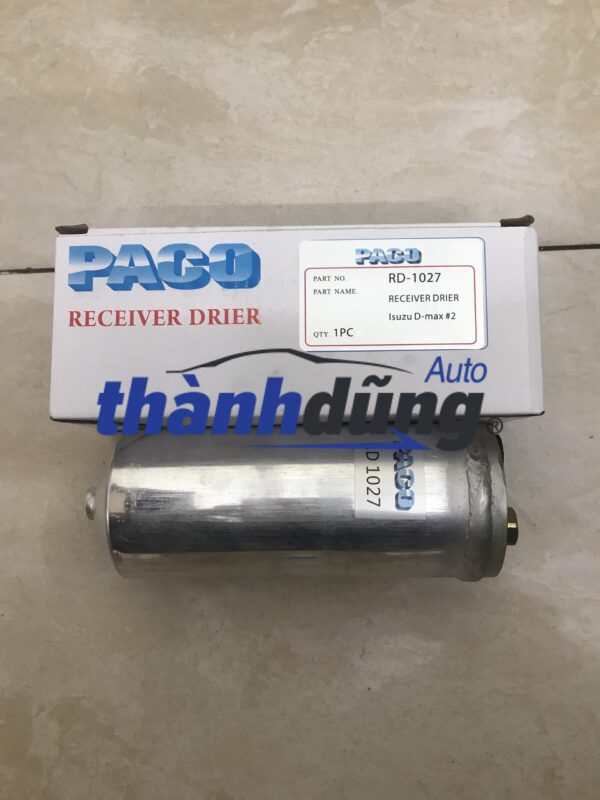 PACO
RECEIVER DRIER
PACO
PART NO. RD-1027
PART NAME. RECEIVER DRIER
Isuzu D-max #2
QTY. 1PC
Auto
thànhdũng
®
PACO
D 1027